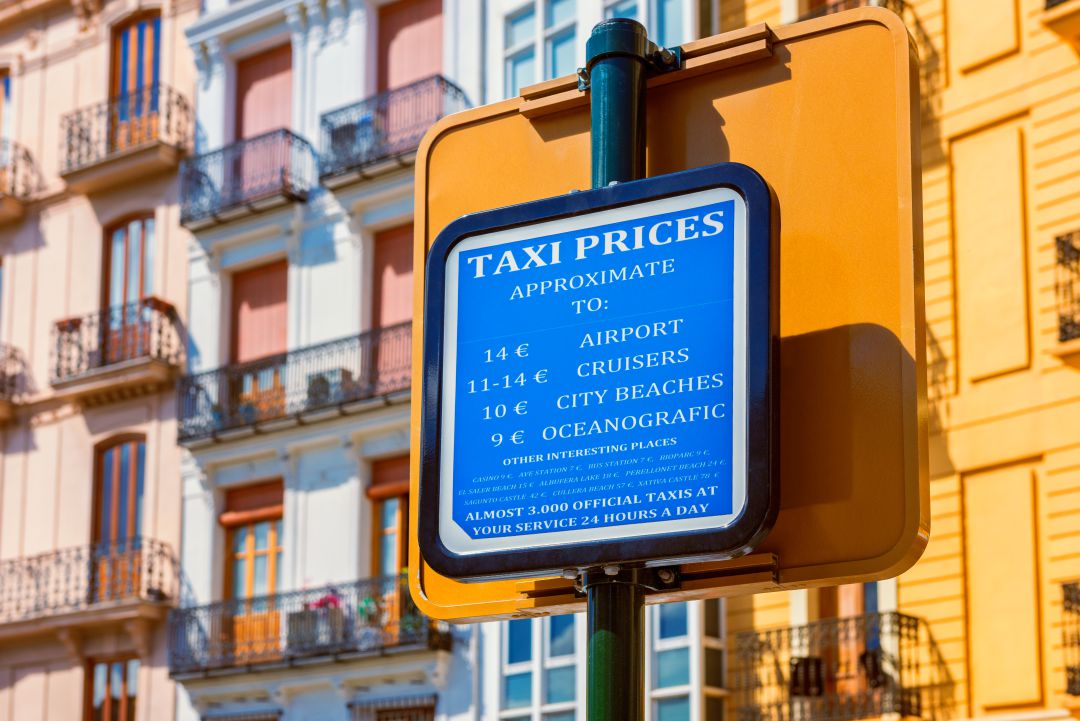 TAXI PRICES
APPROXIMATE
TO:
14 € AIRPORT
11-14 € CRUISERS
10 € CITY BEACHES
9 € OCEANOGRAFIC
OTHER INTERESTING PLACES
CASINO 9 €, AVE STATION 7 €, BUS STATION 7 €, BIOPARC 9 €,
EL SALER BEACH 15 € ALBUFERA LAKE 18 €, PERELLONET BEACH 24 €,
SAGUNTO CASTLE 42 €, CULLERA BEACH 57 €, XATIVA CASTLE 78 €
ALMOST 3.000 OFFICIAL TAXIS AT
YOUR SERVICE 24 HOURS A DAY